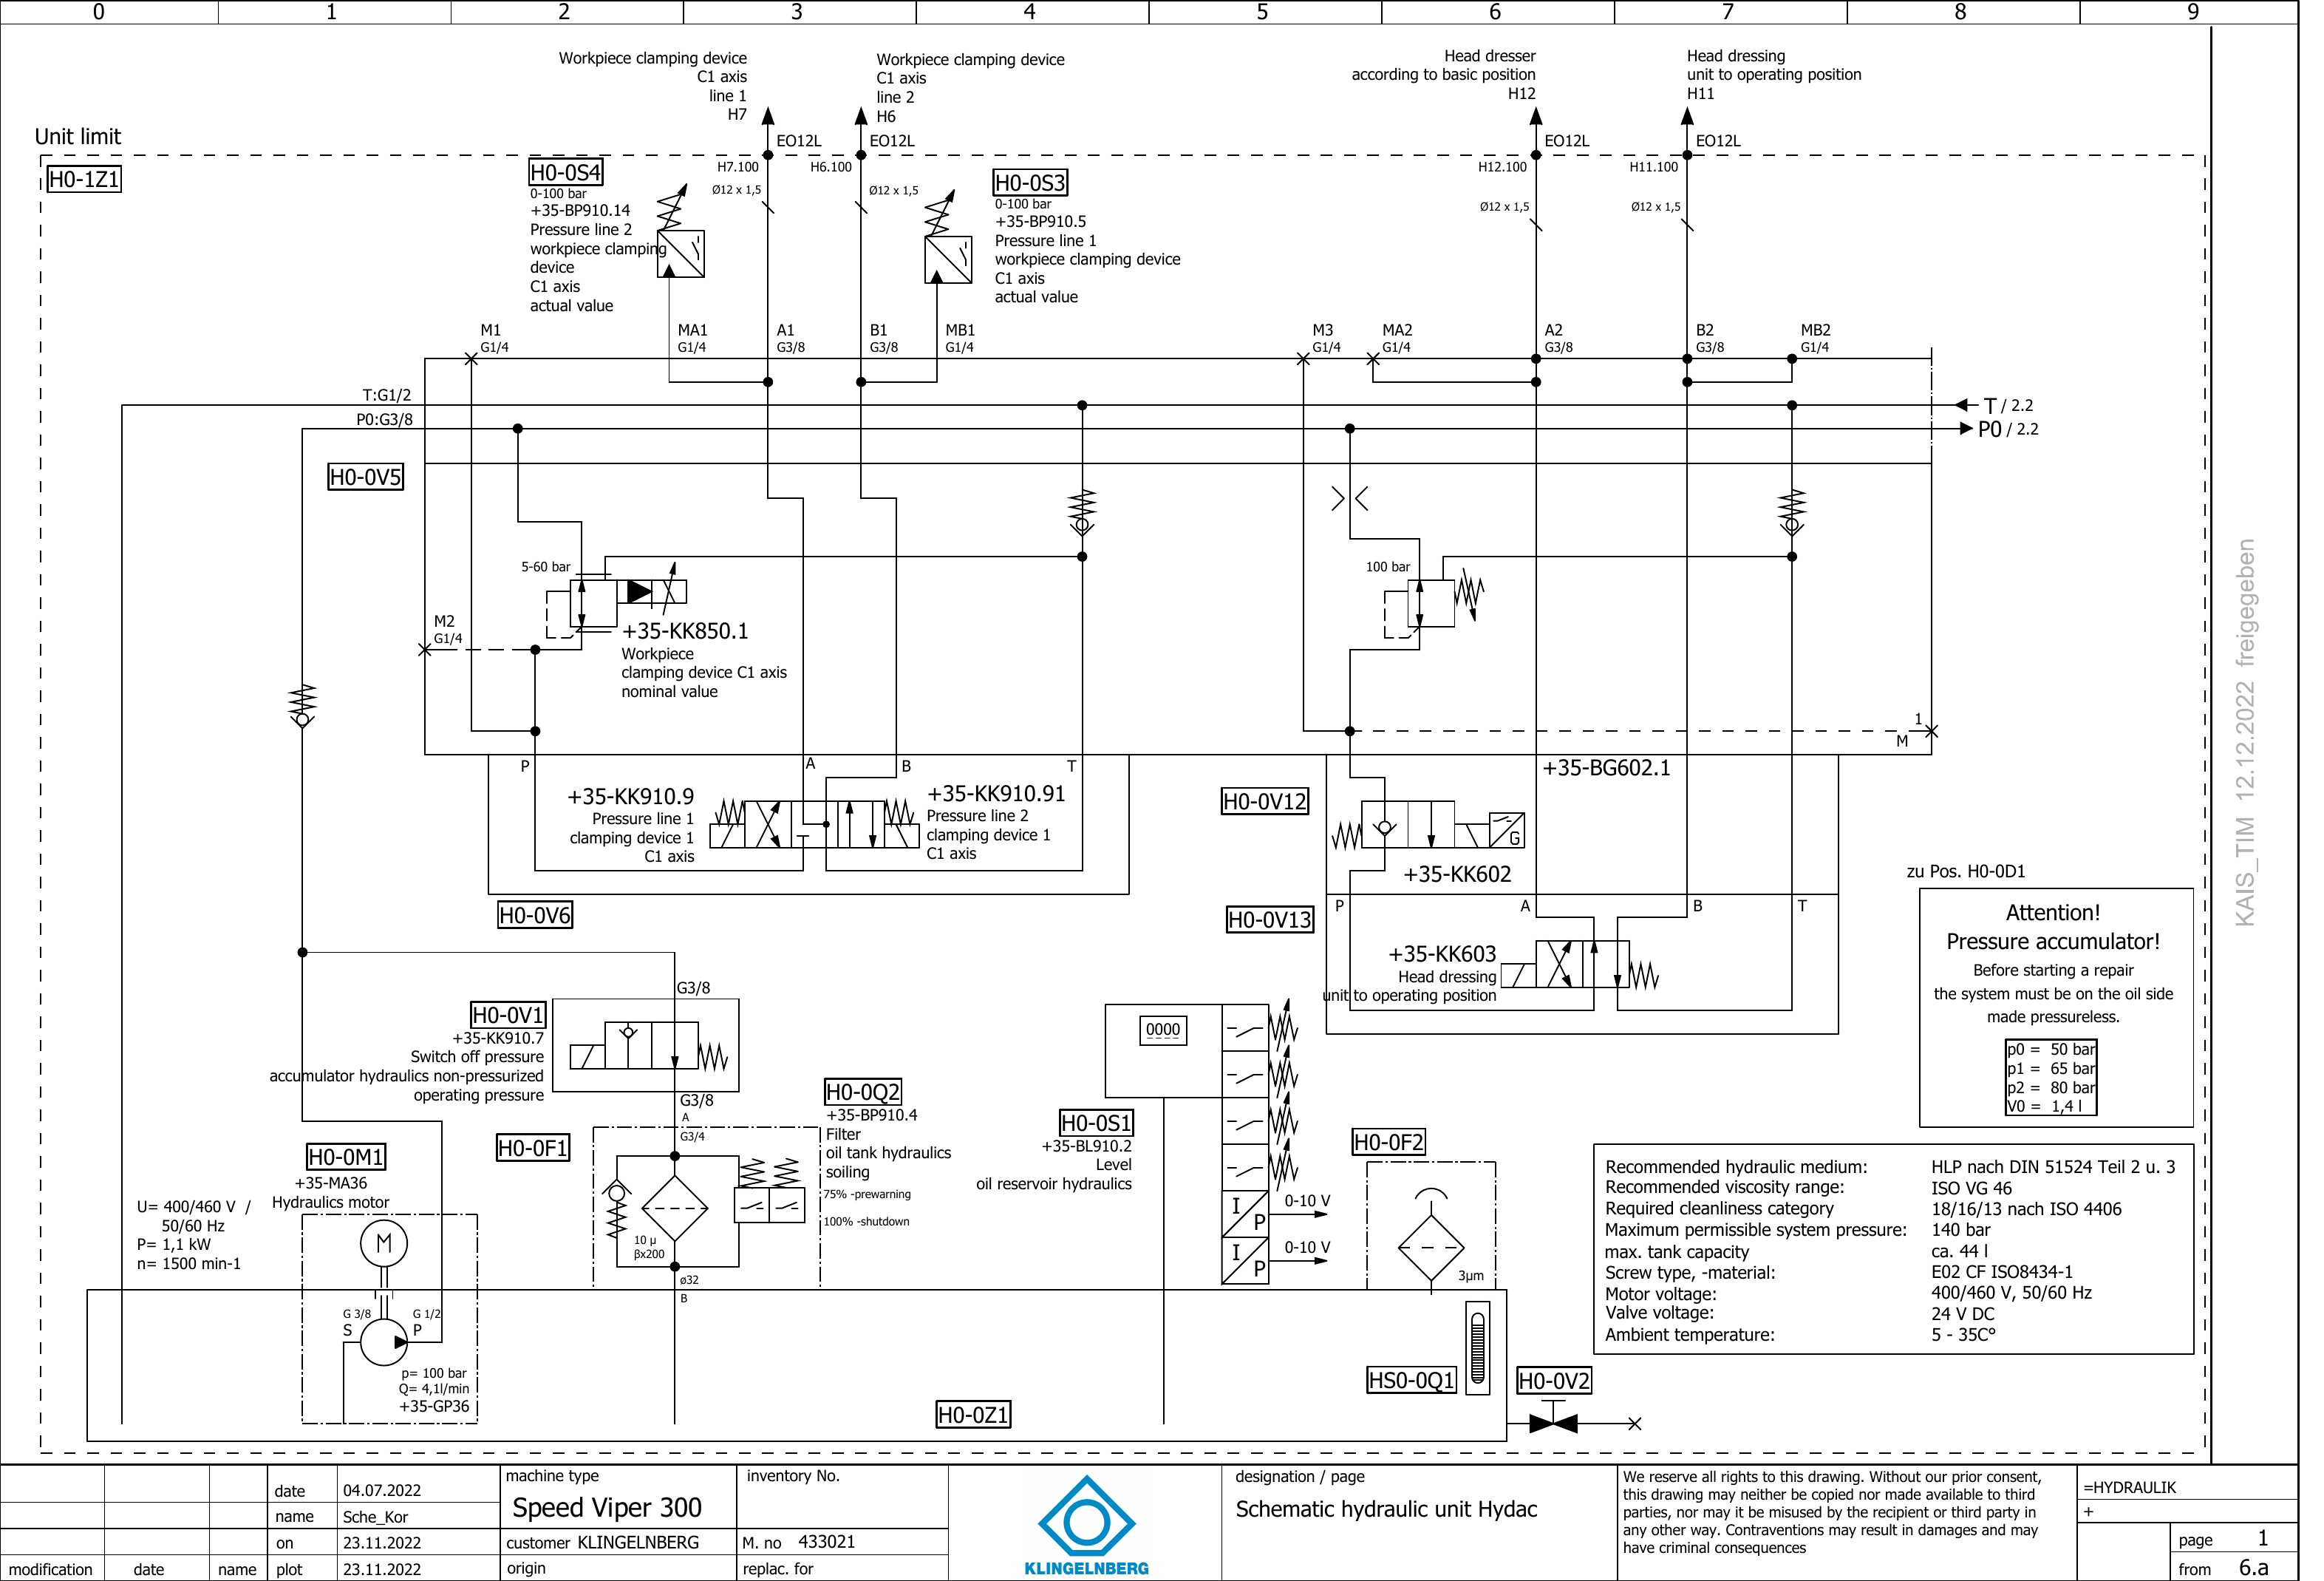 0 1 2 3 4 5 6 7 8 9
Workpiece clamping device
C1 axis
line 1
H7
Workpiece clamping device
C1 axis
line 2
H6
Head dresser
according to basic position
H12
Head dressing
unit to operating position
H11
Unit limit
EO12L
EO12L
EO12L
EO12L
H0-1Z1
H7.100
H6.100
H12.100
H11.100
Ø12 x 1,5
Ø12 x 1,5
Ø12 x 1,5
Ø12 x 1,5
H0-0S4
0-100 bar
+35-BP910.14
Pressure line 2
workpiece clamping
device
C1 axis
actual value
H0-0S3
0-100 bar
+35-BP910.5
Pressure line 1
workpiece clamping device
C1 axis
actual value
M1
G1/4
MA1
G1/4
A1
G3/8
B1
G3/8
MB1
G1/4
M3
G1/4
MA2
G1/4
A2
G3/8
B2
G3/8
MB2
G1/4
T:G1/2
P0:G3/8
T / 2.2
P0 / 2.2
H0-0V5
5-60 bar
100 bar
M2
G1/4
+35-KK850.1
Workpiece
clamping device C1 axis
nominal value
1
M
P
A
B
T
+35-KK910.9
Pressure line 1
clamping device 1
C1 axis
+35-KK910.91
Pressure line 2
clamping device 1
C1 axis
H0-0V6
+35-BG602.1
H0-0V12
G
+35-KK602
H0-0V13
P
A
B
T
+35-KK603
Head dressing
unit to operating position
zu Pos. H0-0D1
Attention!
Pressure accumulator!
Before starting a repair
the system must be on the oil side
made pressureless.
p0 = 50 bar
p1 = 65 bar
p2 = 80 bar
V0 = 1,4 l
G3/8
H0-0V1
+35-KK910.7
Switch off pressure
accumulator hydraulics non-pressurized
operating pressure
G3/8
A
G3/4
H0-0Q2
+35-BP910.4
Filter
oil tank hydraulics
soiling
75% -prewarning
100% -shutdown
H0-0F1
10 µ
βx200
ø32
B
0000
H0-0S1
+35-BL910.2
Level
oil reservoir hydraulics
I
P
0-10 V
I
P
0-10 V
H0-0F2
3µm
H0-0M1
+35-MA36
Hydraulics motor
U= 400/460 V /
50/60 Hz
P= 1,1 kW
n= 1500 min-1
M
G 3/8
S
G 1/2
P
p= 100 bar
Q= 4,1l/min
+35-GP36
H0-0Z1
HS0-0Q1
H0-0V2
Recommended hydraulic medium: HLP nach DIN 51524 Teil 2 u. 3
Recommended viscosity range: ISO VG 46
Required cleanliness category 18/16/13 nach ISO 4406
Maximum permissible system pressure: 140 bar
max. tank capacity ca. 44 l
Screw type, -material: E02 CF ISO8434-1
Motor voltage: 400/460 V, 50/60 Hz
Valve voltage: 24 V DC
Ambient temperature: 5 - 35C°
KAIS_TIM 12.12.2022 freigegeben
modification date name
date 04.07.2022
name Sche_Kor
on 23.11.2022
plot 23.11.2022
machine type
Speed Viper 300
customer KLINGELNBERG
origin
inventory No.
M. no 433021
replac. for
KLINGELNBERG
designation / page
Schematic hydraulic unit Hydac
We reserve all rights to this drawing. Without our prior consent,
this drawing may neither be copied nor made available to third
parties, nor may it be misused by the recipient or third party in
any other way. Contraventions may result in damages and may
have criminal consequences
=HYDRAULIK
+
page 1
from 6.a